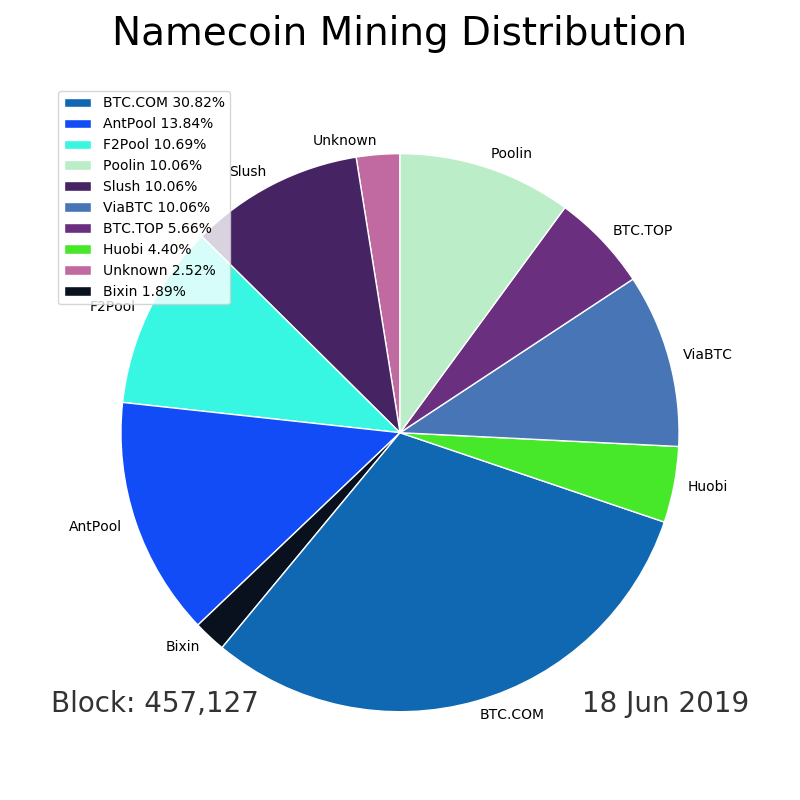 Namecoin Mining Distribution
BTC.COM 30.82%
AntPool 13.84%
F2Pool 10.69%
Poolin 10.06%
Slush 10.06%
ViaBTC 10.06%
BTC.TOP 5.66%
Huobi 4.40%
Unknown 2.52%
Bixin 1.89%
Unknown
Poolin
Slush
BTC.TOP
F2Pool
ViaBTC
Huobi
AntPool
Bixin
BTC.COM
Block: 457,127
18 Jun 2019